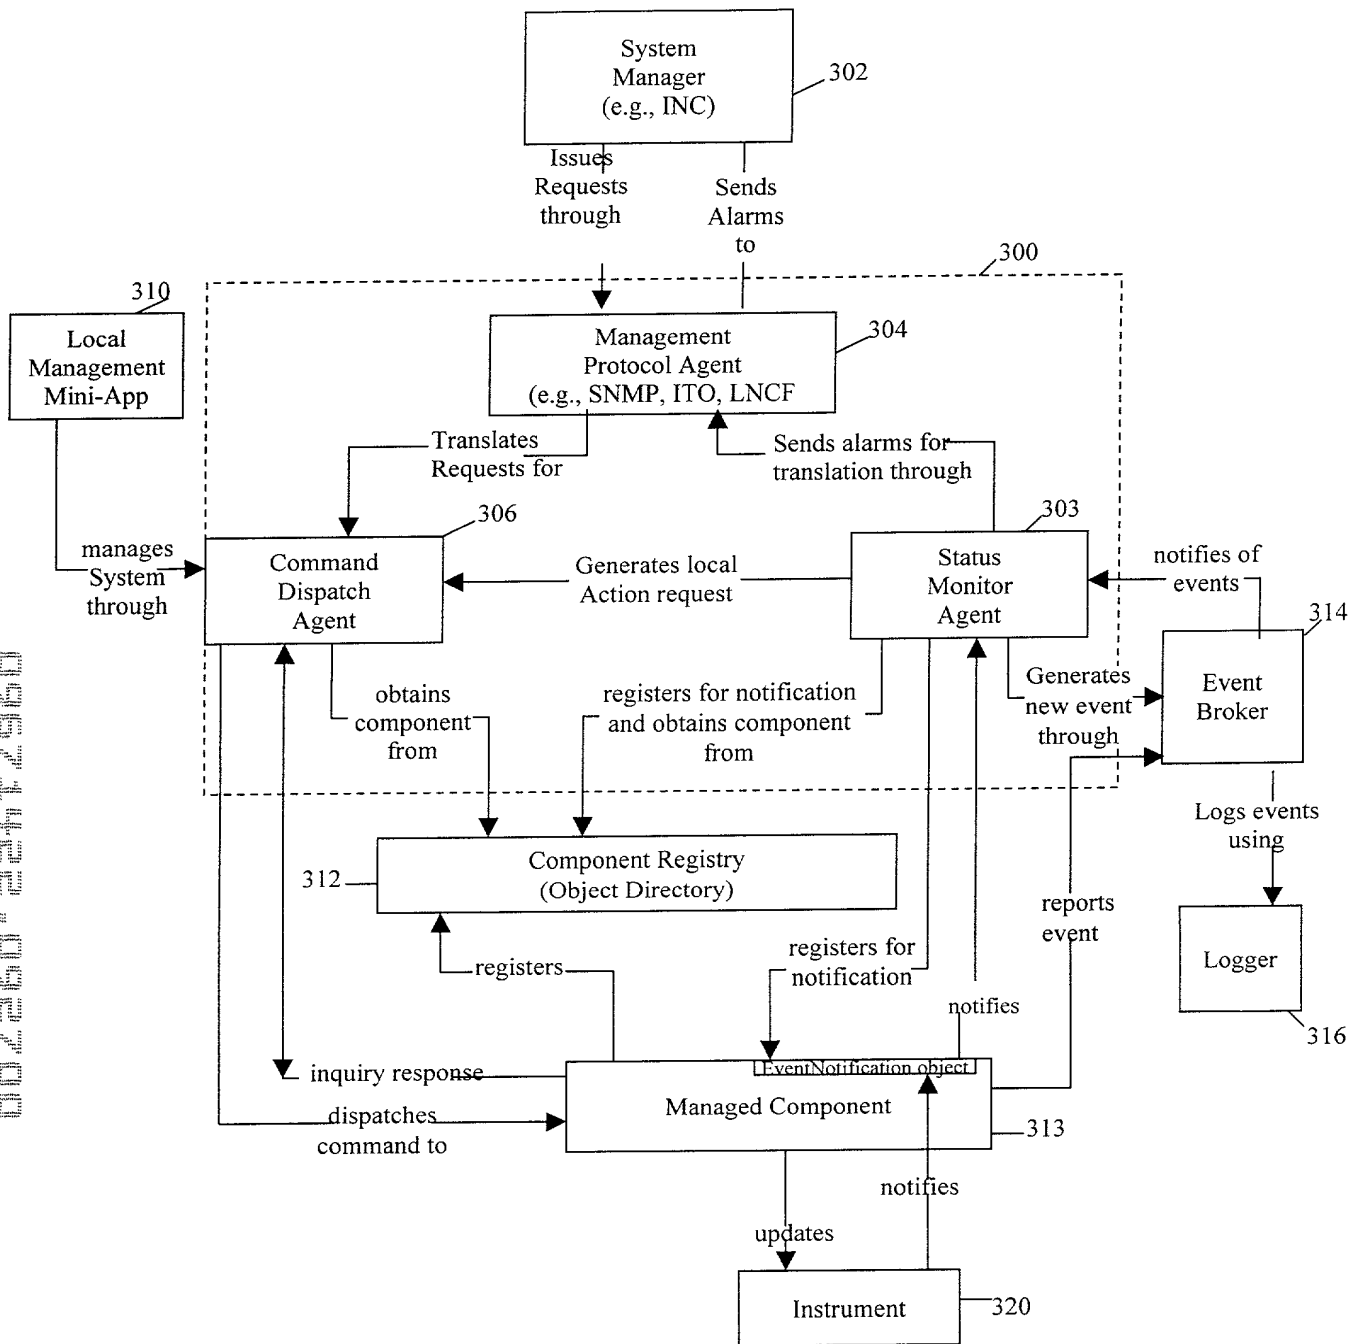 System
Manager
(e.g., INC)
302
Issues
Requests
through
Sends
Alarms
to
300
310
Local
Management
Mini-App
Management
Protocol Agent
(e.g., SNMP, ITO, LNCF
304
Translates
Requests for
Sends alarms for
translation through
306
303
manages
System
through
Command
Dispatch
Agent
Generates local
Action request
Status
Monitor
Agent
notifies of
events
314
obtains
component
from
registers for notification
and obtains component
from
Generates
new event
through
Event
Broker
Logs events
using
312
Component Registry
(Object Directory)
reports
event
registers
registers for
notification
notifies
Logger
316
inquiry response
dispatches
command to
EventNotification object
Managed Component
313
notifies
updates
Instrument
320